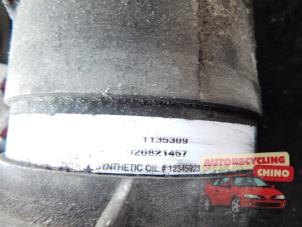 1135309
020821457
SYNTHETIC OIL # 12345923
AUTORECYCLING
CHINO